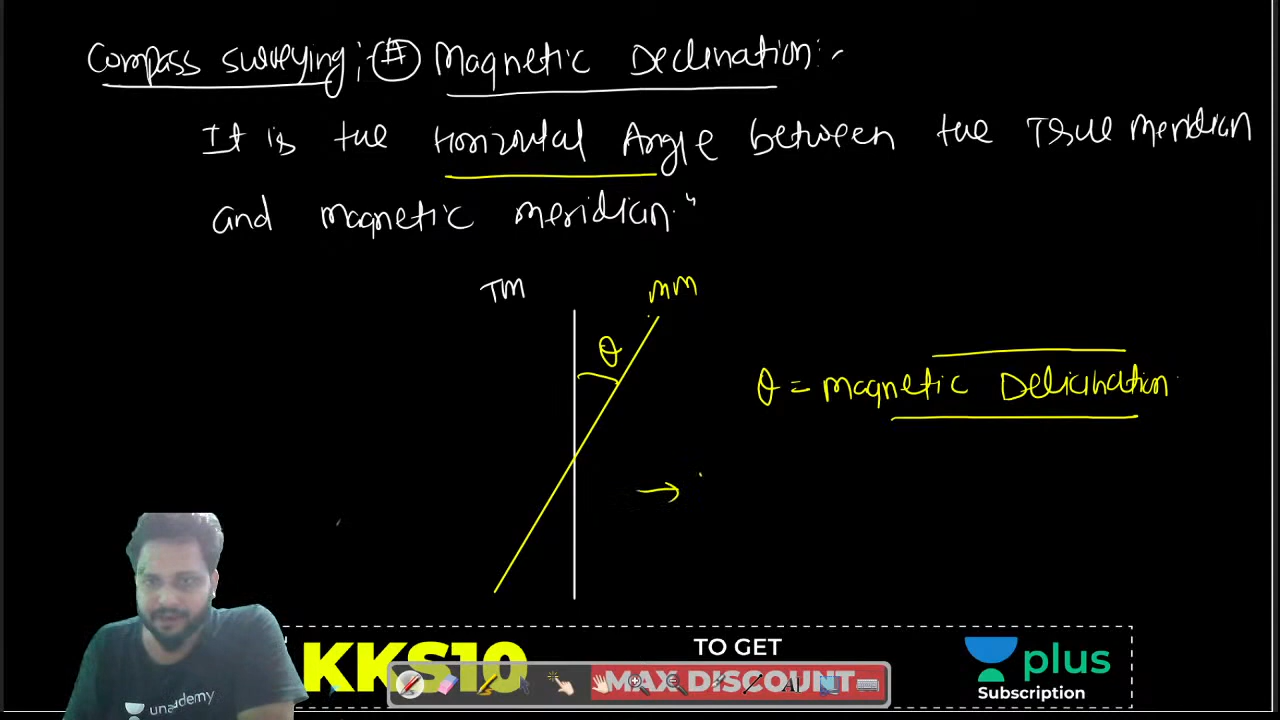 Compass surveying; # Magnetic Declination:-
It is the Horizontal Angle between the True Meridian
and magnetic meridian."
TM
MM
θ
θ = magnetic Delicination
unacademy
KKS10
TO GET
MAX DISCOUNT
plus
Subscription